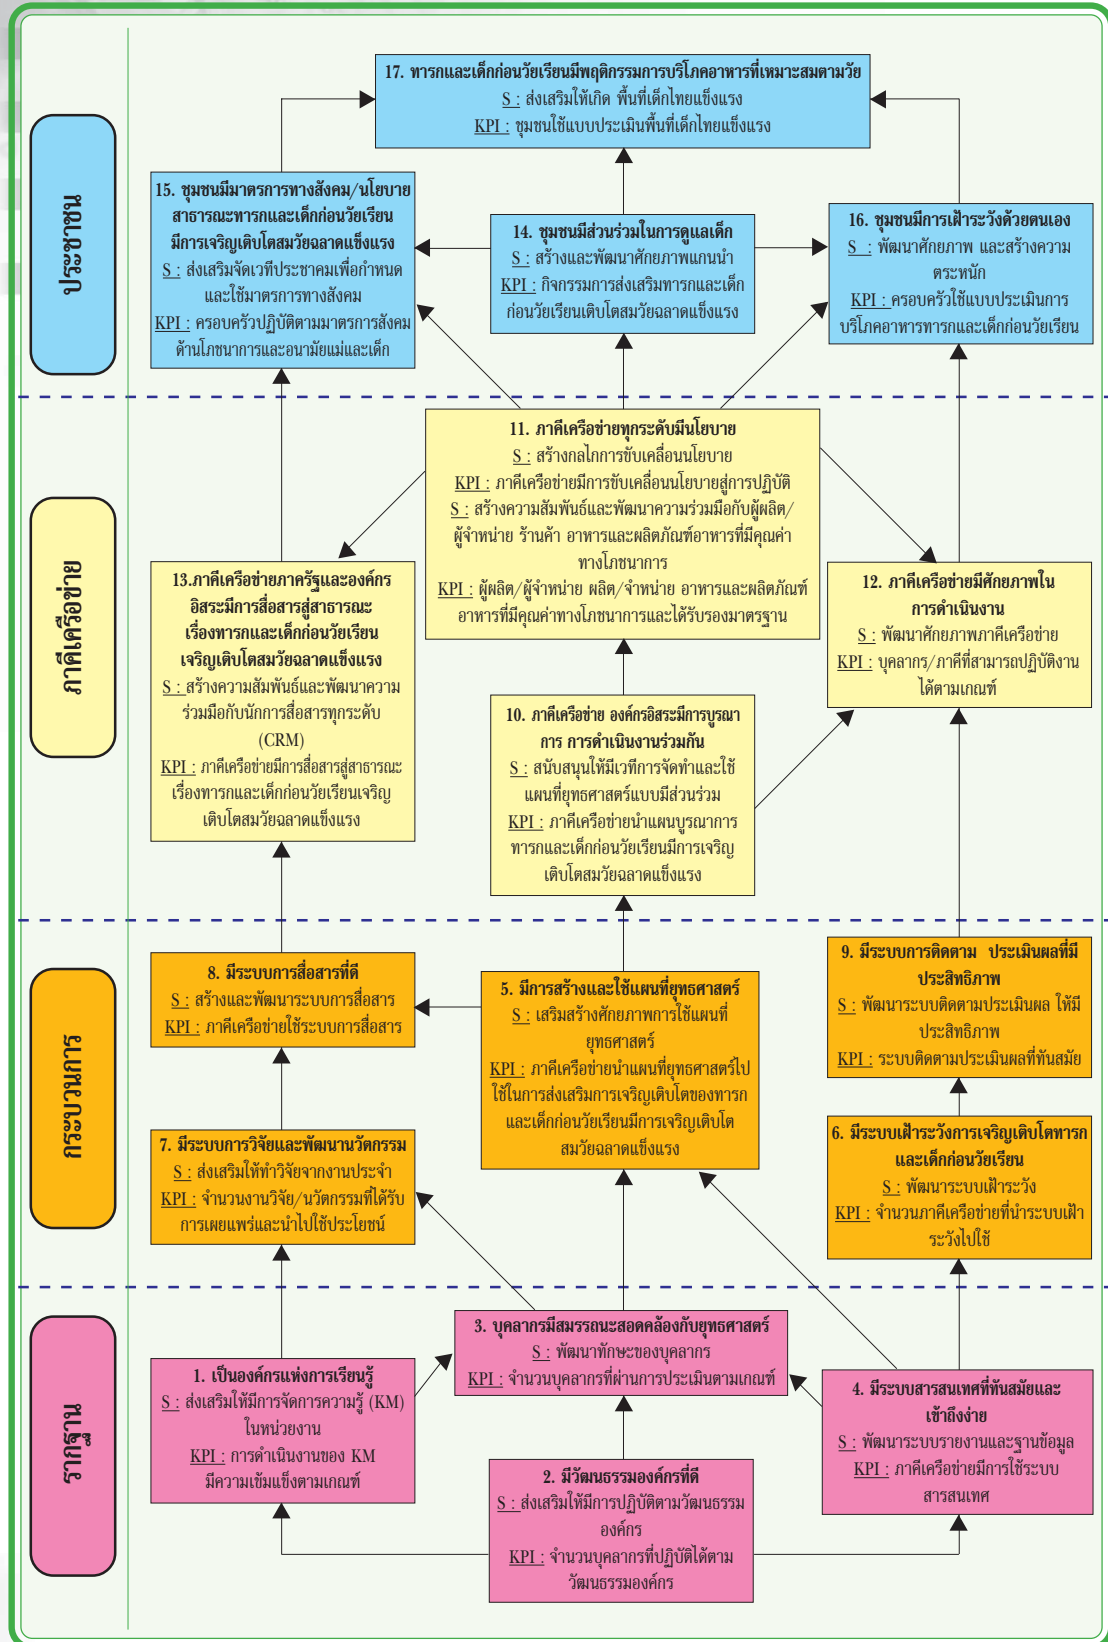 ประชาชน
17. ทารกและเด็กก่อนวัยเรียนมีพฤติกรรมการบริโภคอาหารที่เหมาะสมตามวัย
S : ส่งเสริมให้เกิด พื้นที่เด็กไทยแข็งแรง
KPI : ชุมชนใช้แบบประเมินพื้นที่เด็กไทยแข็งแรง
15. ชุมชนมีมาตรการทางสังคม/นโยบาย
สาธารณะทารกและเด็กก่อนวัยเรียน
มีการเจริญเติบโตสมวัยฉลาดแข็งแรง
S : ส่งเสริมจัดเวทีประชาคมเพื่อกำหนด
และใช้มาตรการทางสังคม
KPI : ครอบครัวปฏิบัติตามมาตรการสังคม
ด้านโภชนาการและอนามัยแม่และเด็ก
14. ชุมชนมีส่วนร่วมในการดูแลเด็ก
S : สร้างและพัฒนาศักยภาพแกนนำ
KPI : กิจกรรมการส่งเสริมทารกและเด็ก
ก่อนวัยเรียนเติบโตสมวัยฉลาดแข็งแรง
16. ชุมชนมีการเฝ้าระวังด้วยตนเอง
S : พัฒนาศักยภาพ และสร้างความ
ตระหนัก
KPI : ครอบครัวใช้แบบประเมินการ
บริโภคอาหารทารกและเด็กก่อนวัยเรียน
ภาคีเครือข่าย
11. ภาคีเครือข่ายทุกระดับมีนโยบาย
S : สร้างกลไกการขับเคลื่อนนโยบาย
KPI : ภาคีเครือข่ายมีการขับเคลื่อนนโยบายสู่การปฏิบัติ
S : สร้างความสัมพันธ์และพัฒนาความร่วมมือกับผู้ผลิต/
ผู้จำหน่าย ร้านค้า อาหารและผลิตภัณฑ์อาหารที่มีคุณค่า
ทางโภชนาการ
KPI : ผู้ผลิต/ผู้จำหน่าย ผลิต/จำหน่าย อาหารและผลิตภัณฑ์
อาหารที่มีคุณค่าทางโภชนาการและได้รับรองมาตรฐาน
13.ภาคีเครือข่ายภาครัฐและองค์กร
อิสระมีการสื่อสารสู่สาธารณะ
เรื่องทารกและเด็กก่อนวัยเรียน
เจริญเติบโตสมวัยฉลาดแข็งแรง
S : สร้างความสัมพันธ์และพัฒนาความ
ร่วมมือกับนักการสื่อสารทุกระดับ
(CRM)
KPI : ภาคีเครือข่ายมีการสื่อสารสู่สาธารณะ
เรื่องทารกและเด็กก่อนวัยเรียนเจริญ
เติบโตสมวัยฉลาดแข็งแรง
12. ภาคีเครือข่ายมีศักยภาพใน
การดำเนินงาน
S : พัฒนาศักยภาพภาคีเครือข่าย
KPI : บุคลากร/ภาคีที่สามารถปฏิบัติงาน
ได้ตามเกณฑ์
10. ภาคีเครือข่าย องค์กรอิสระมีการบูรณา
การ การดำเนินงานร่วมกัน
S : สนับสนุนให้มีเวทีการจัดทำและใช้
แผนที่ยุทธศาสตร์แบบมีส่วนร่วม
KPI : ภาคีเครือข่ายนำแผนบูรณาการ
ทารกและเด็กก่อนวัยเรียนมีการเจริญ
เติบโตสมวัยฉลาดแข็งแรง
กระบวนการ
8. มีระบบการสื่อสารที่ดี
S : สร้างและพัฒนาระบบการสื่อสาร
KPI : ภาคีเครือข่ายใช้ระบบการสื่อสาร
5. มีการสร้างและใช้แผนที่ยุทธศาสตร์
S : เสริมสร้างศักยภาพการใช้แผนที่
ยุทธศาสตร์
KPI : ภาคีเครือข่ายนำแผนที่ยุทธศาสตร์ไป
ใช้ในการส่งเสริมการเจริญเติบโตของทารก
และเด็กก่อนวัยเรียนมีการเจริญเติบโต
สมวัยฉลาดแข็งแรง
9. มีระบบการติดตาม ประเมินผลที่มี
ประสิทธิภาพ
S : พัฒนาระบบติดตามประเมินผล ให้มี
ประสิทธิภาพ
KPI : ระบบติดตามประเมินผลที่ทันสมัย
7. มีระบบการวิจัยและพัฒนานวัตกรรม
S : ส่งเสริมให้ทำวิจัยจากงานประจำ
KPI : จำนวนงานวิจัย/นวัตกรรมที่ได้รับ
การเผยแพร่และนำไปใช้ประโยชน์
6. มีระบบเฝ้าระวังการเจริญเติบโตทารก
และเด็กก่อนวัยเรียน
S : พัฒนาระบบเฝ้าระวัง
KPI : จำนวนภาคีเครือข่ายที่นำระบบเฝ้า
ระวังไปใช้
รากฐาน
3. บุคลากรมีสมรรถนะสอดคล้องกับยุทธศาสตร์
S : พัฒนาทักษะของบุคลากร
KPI : จำนวนบุคลากรที่ผ่านการประเมินตามเกณฑ์
1. เป็นองค์กรแห่งการเรียนรู้
S : ส่งเสริมให้มีการจัดการความรู้ (KM)
ในหน่วยงาน
KPI : การดำเนินงานของ KM
มีความเข้มแข็งตามเกณฑ์
4. มีระบบสารสนเทศที่ทันสมัยและ
เข้าถึงง่าย
S : พัฒนาระบบรายงานและฐานข้อมูล
KPI : ภาคีเครือข่ายมีการใช้ระบบ
สารสนเทศ
2. มีวัฒนธรรมองค์กรที่ดี
S : ส่งเสริมให้มีการปฏิบัติตามวัฒนธรรม
องค์กร
KPI : จำนวนบุคลากรที่ปฏิบัติได้ตาม
วัฒนธรรมองค์กร